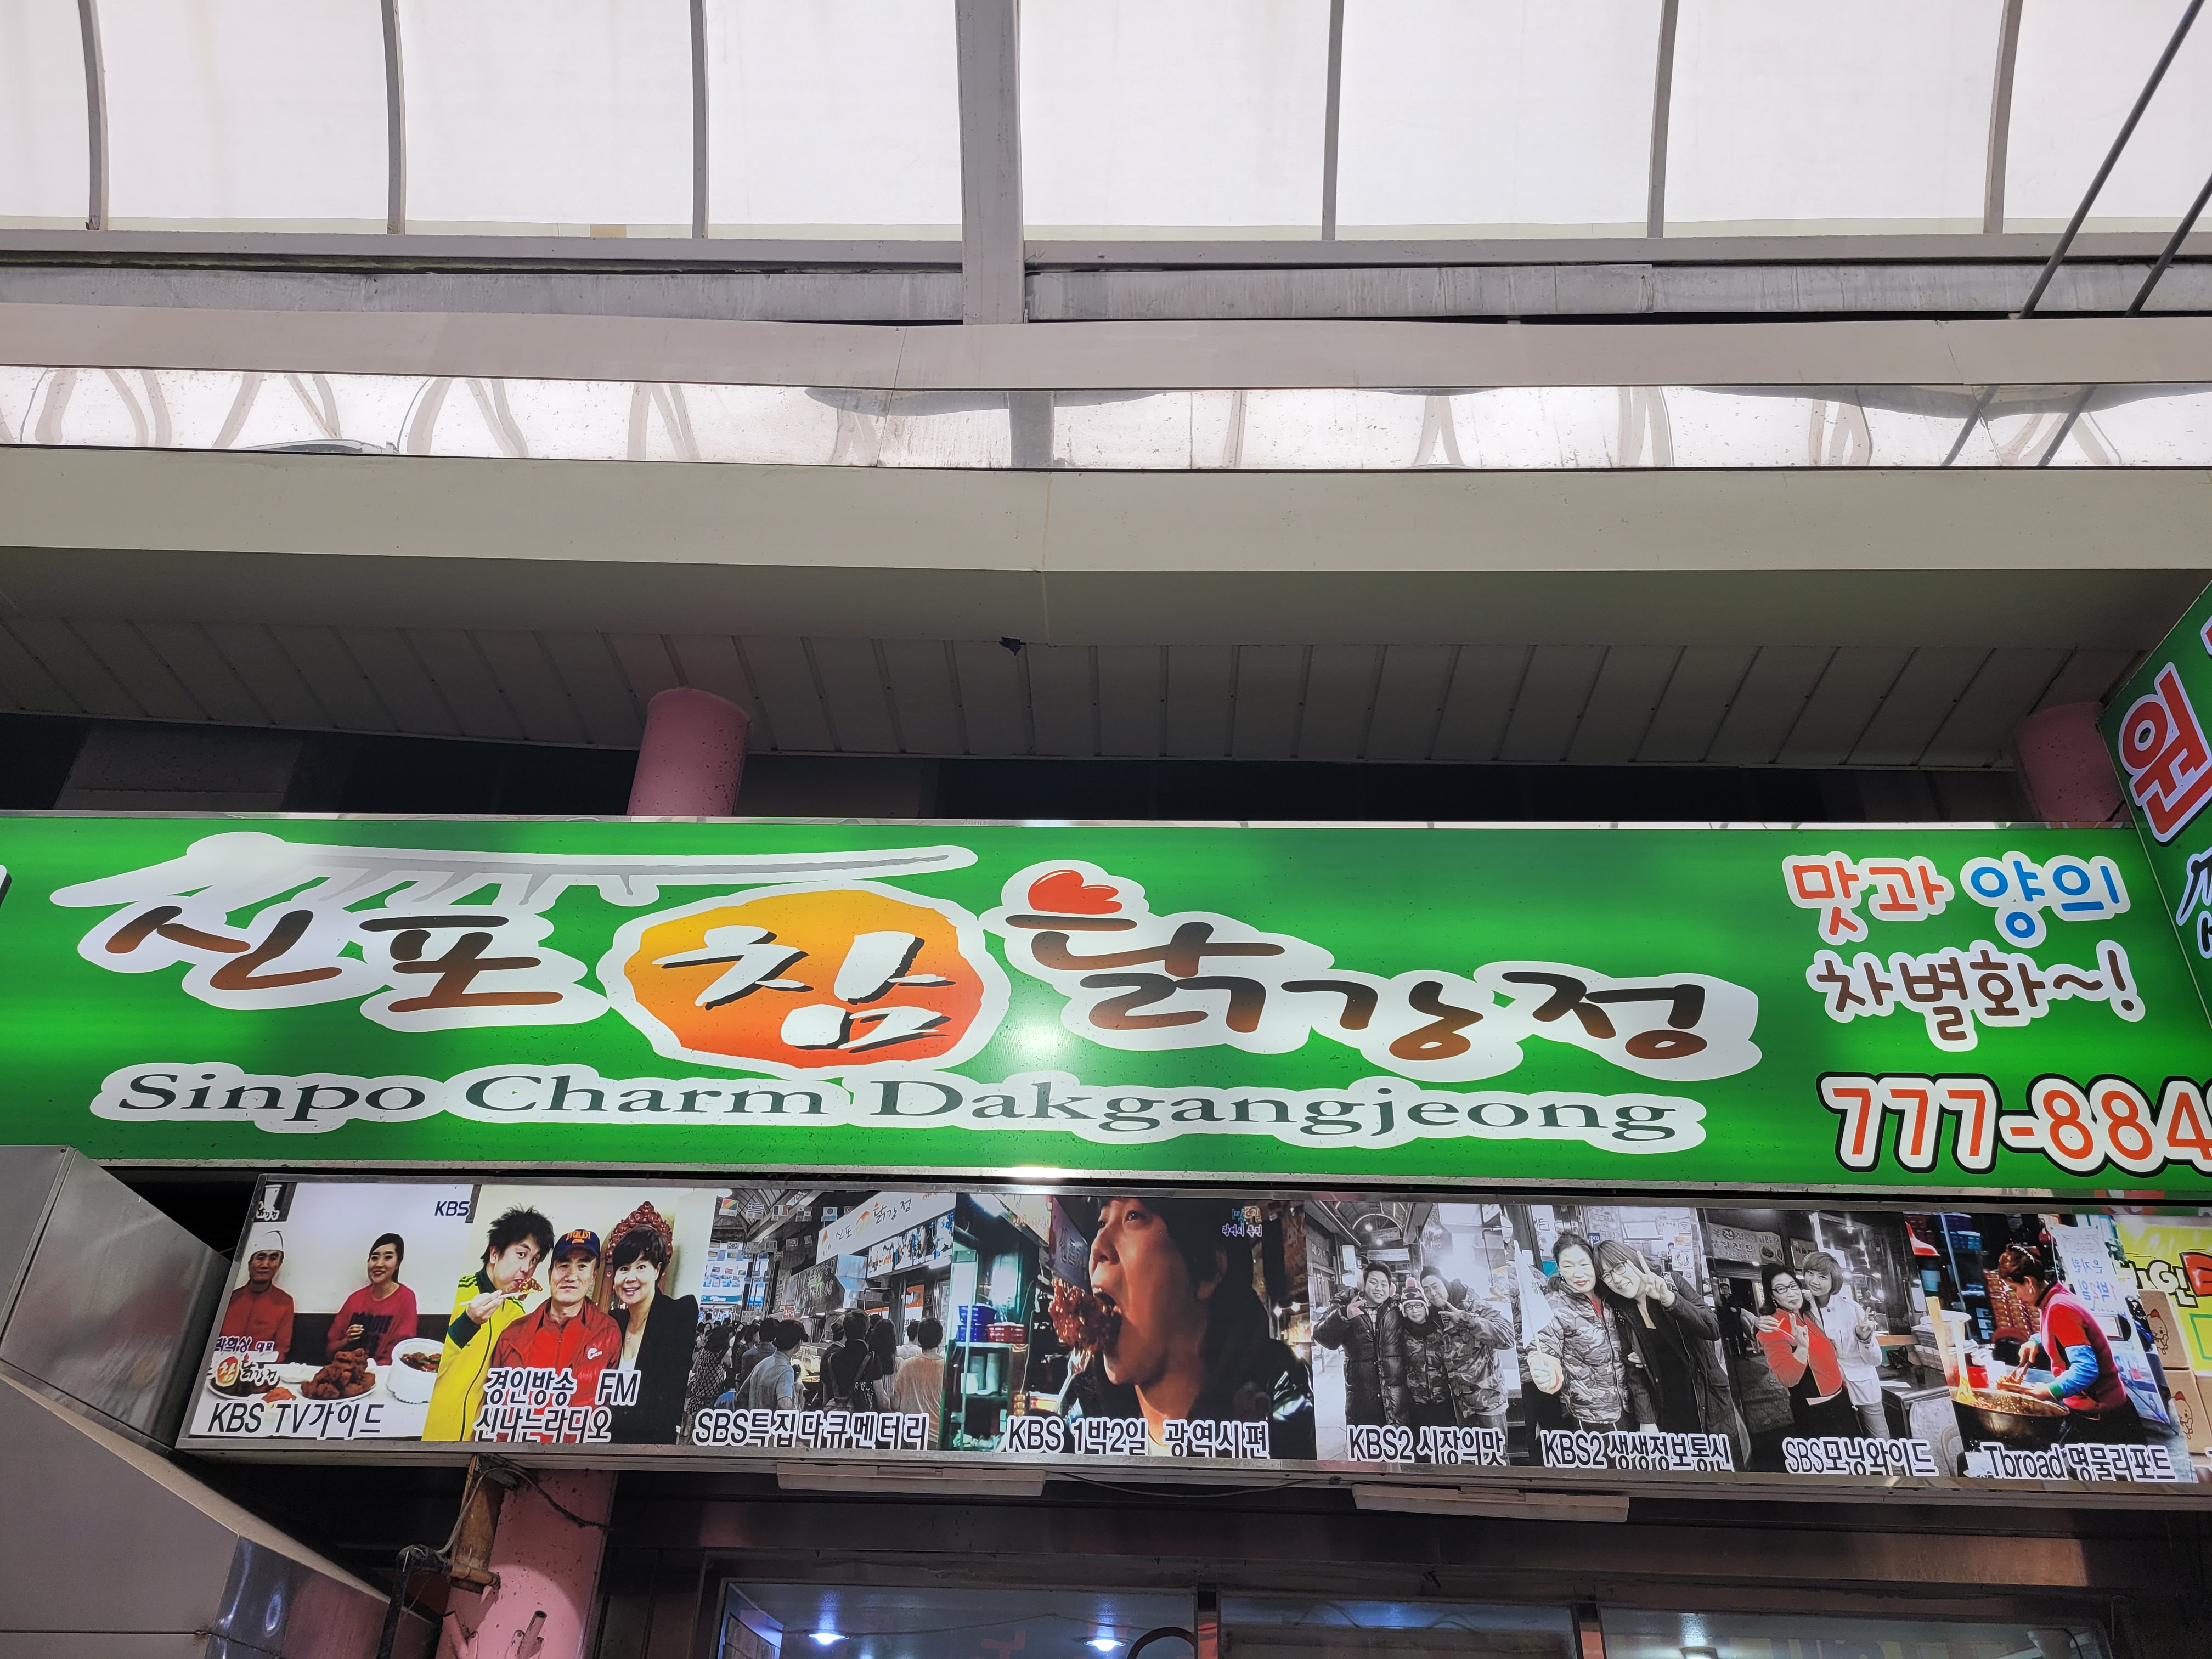 신포 참 닭강정
Sinpo Charm Dakgangjeong
맛과 양의
차별화~!
777-884
원
KBS
KBS TV가이드
경인방송 FM
신나는라디오
SBS특집다큐멘터리
KBS 1박2일 광역시편
KBS2 시장의맛
KBS2 생생정보통신
SBS모닝와이드
Tbroad 명물리포트